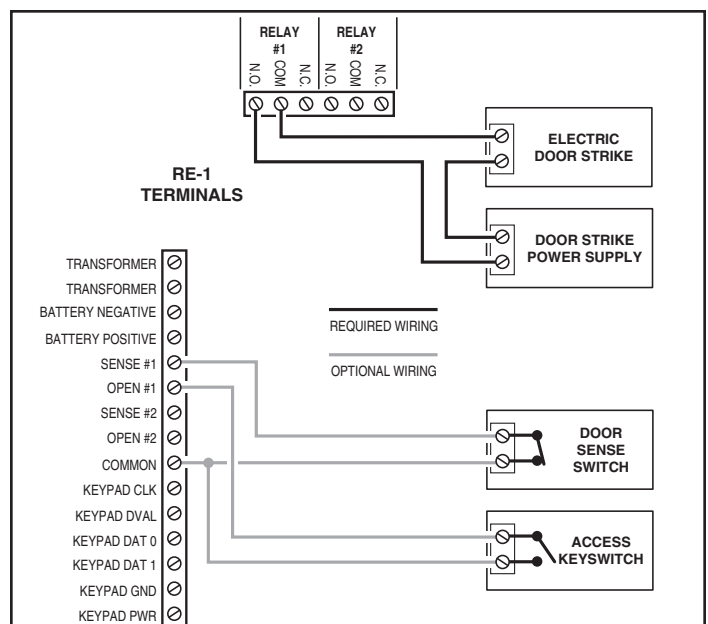 RELAY #1
RELAY #2
N.O.
COM
N.C.
N.O.
COM
N.C.
ELECTRIC
DOOR STRIKE
RE-1
TERMINALS
DOOR STRIKE
POWER SUPPLY
TRANSFORMER
TRANSFORMER
BATTERY NEGATIVE
BATTERY POSITIVE
SENSE #1
OPEN #1
SENSE #2
OPEN #2
COMMON
KEYPAD CLK
KEYPAD DVAL
KEYPAD DAT 0
KEYPAD DAT 1
KEYPAD GND
KEYPAD PWR
REQUIRED WIRING
OPTIONAL WIRING
DOOR
SENSE
SWITCH
ACCESS
KEYSWITCH